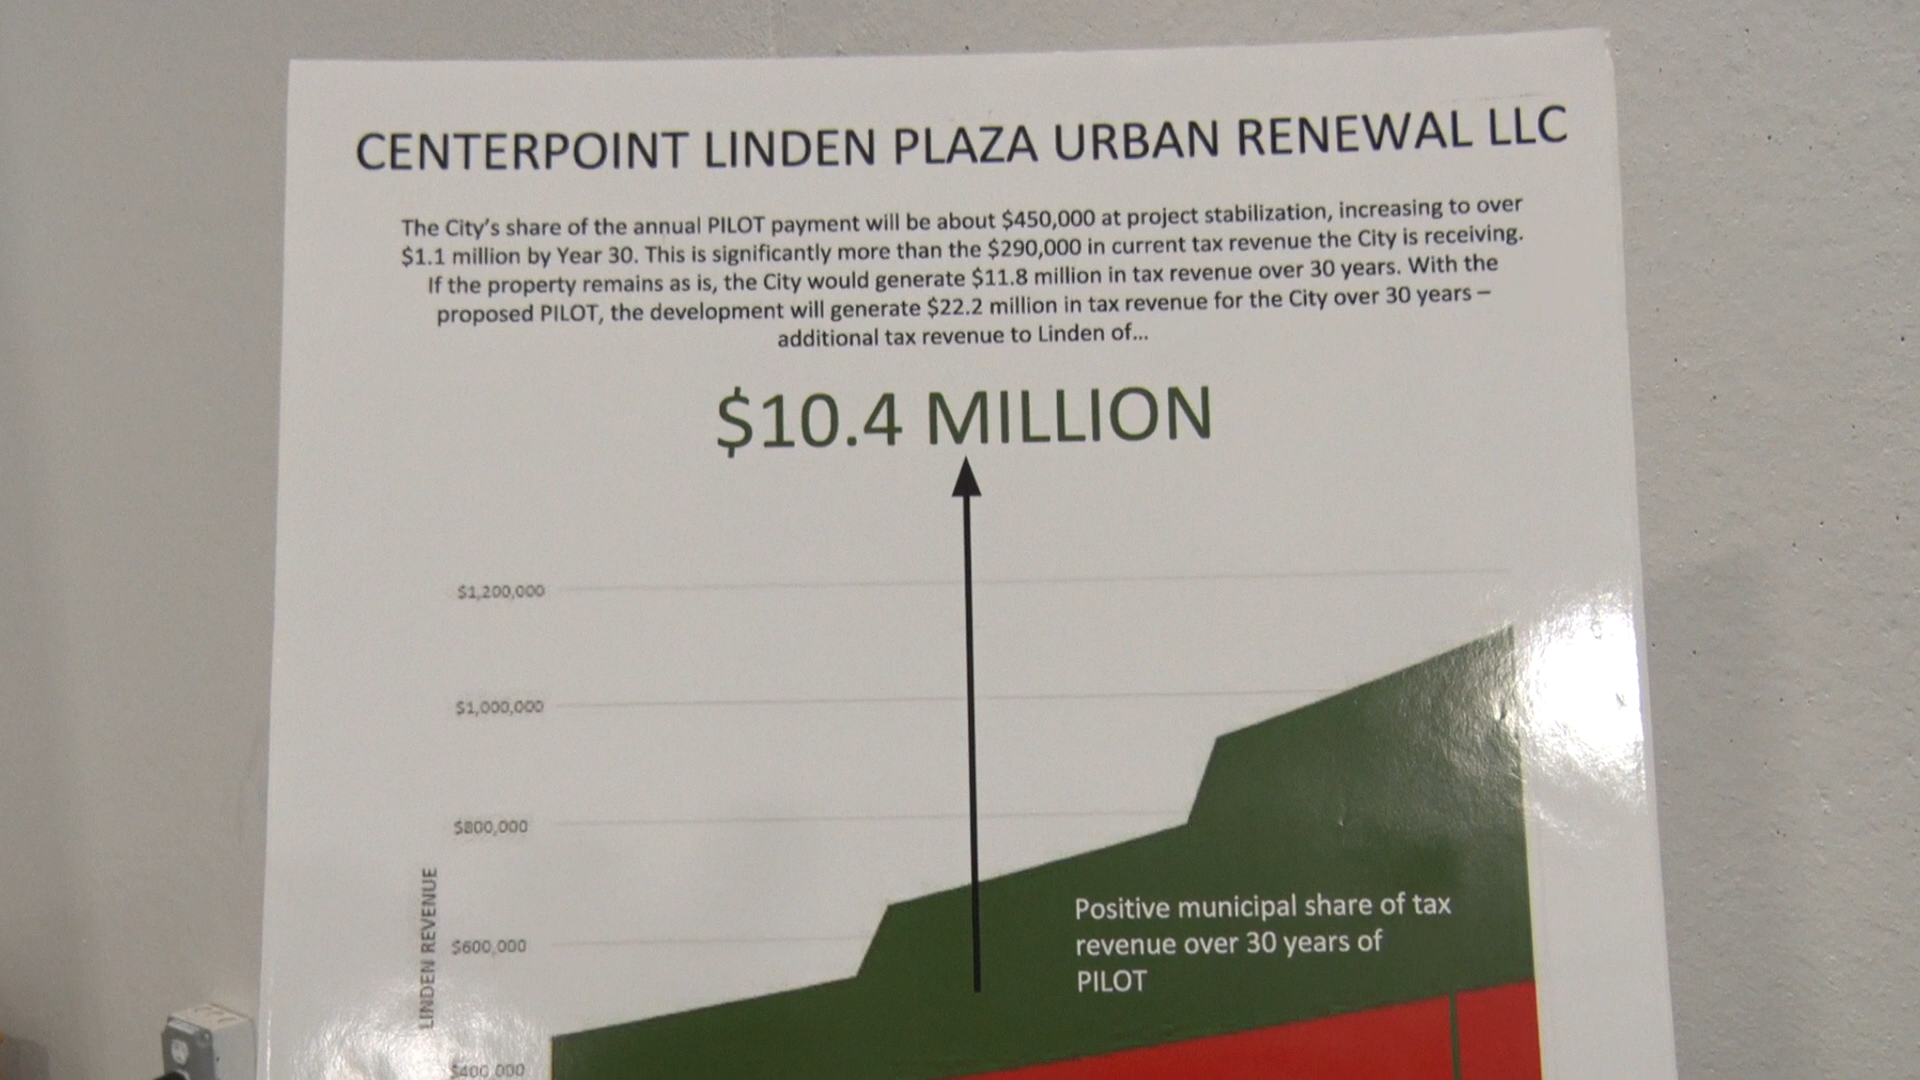 CENTERPOINT LINDEN PLAZA URBAN RENEWAL LLC
The City's share of the annual PILOT payment will be about $450,000 at project stabilization, increasing to over
$1.1 million by Year 30. This is significantly more than the $290,000 in current tax revenue the City is receiving.
If the property remains as is, the City would generate $11.8 million in tax revenue over 30 years. With the
proposed PILOT, the development will generate $22.2 million in tax revenue for the City over 30 years –
additional tax revenue to Linden of...
$10.4 MILLION
$1,200,000
$1,000,000
$800,000
$600,000
$400,000
LINDEN REVENUE
Positive municipal share of tax
revenue over 30 years of
PILOT